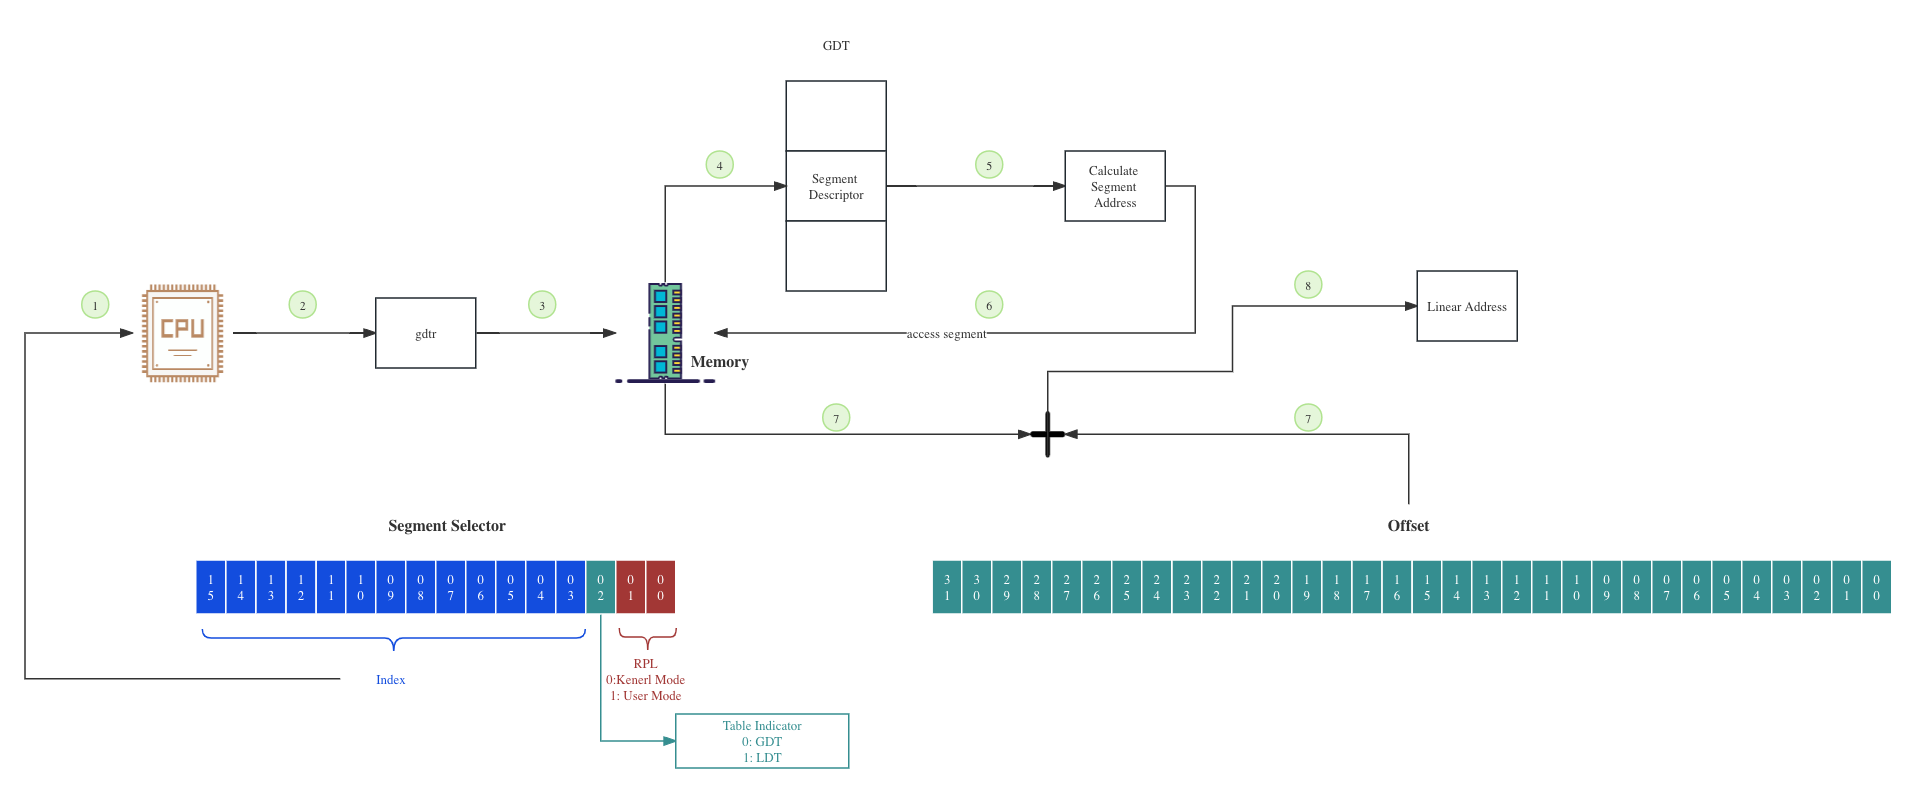 GDT
4
Segment
Descriptor
5
Calculate
Segment
Address
1
CPU
2
gdtr
3
Memory
6
access segment
8
Linear Address
7
7
Segment Selector
Offset
15 14 13 12 11 10 09 08 07 06 05 04 03 02 01 00
31 30 29 28 27 26 25 24 23 22 21 20 19 18 17 16 15 14 13 12 11 10 09 08 07 06 05 04 03 02 01 00
Index
RPL
0:Kenerl Mode
1: User Mode
Table Indicator
0: GDT
1: LDT